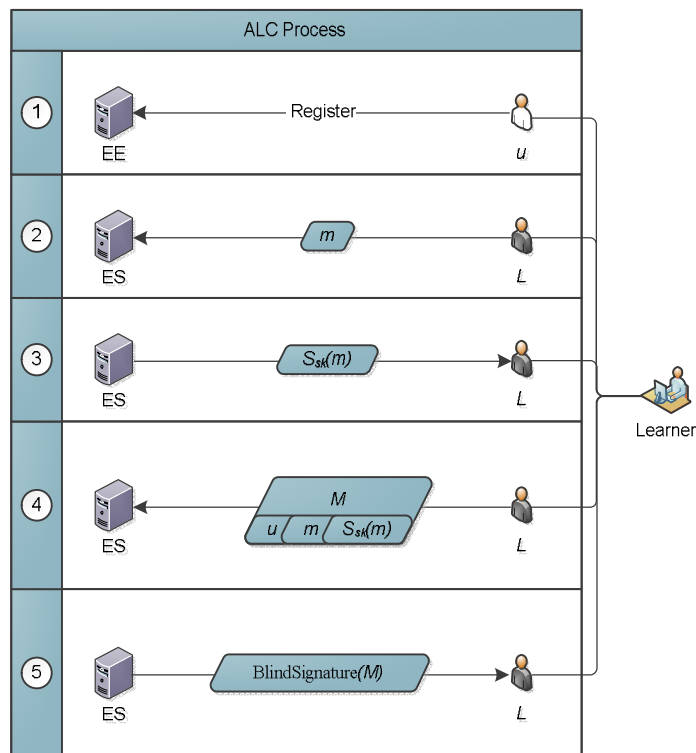 ALC Process
1
Register
EE
u
2
m
ES
L
3
Ssk(m)
ES
L
Learner
4
M
u m Ssk(m)
ES
L
5
BlindSignature(M)
ES
L